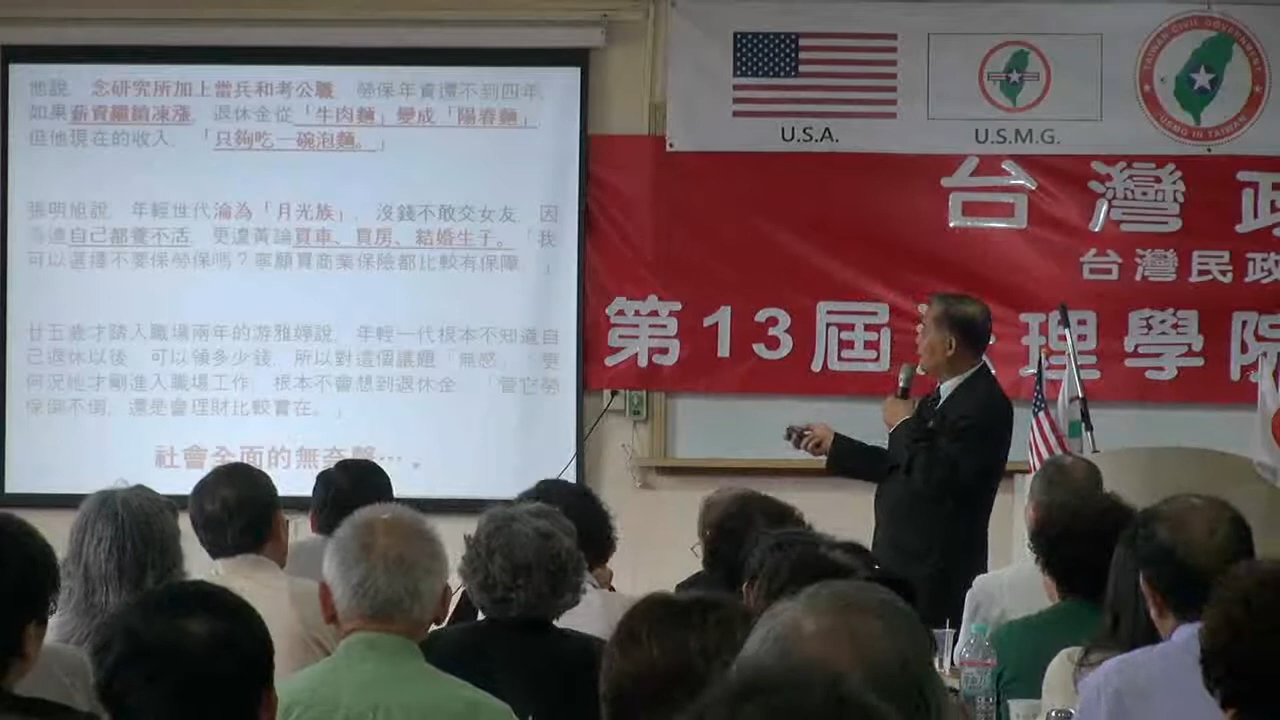 他說，念研究所加上當兵和考公職，勞保年資還不到四年，
如果薪資繼續凍漲，退休金從「牛肉麵」變成「陽春麵」，
但他現在的收入，「只夠吃一碗泡麵。」
張明旭說，年輕世代淪為「月光族」，沒錢不敢交女友，因
自己都養不活，更遑論買車、買房、結婚生子。「我
可以選擇不要保勞保嗎？寧願買商業保險都比較有保障。」
廿五歲才踏入職場兩年的游雅婷說，年輕一代根本不知道自
己退休以後，可以領多少錢，所以對這個議題「無感」，更
何況她才剛進入職場工作，根本不會想到退休金，「管它勞
保倒不倒，還是會理財比較實在。」
社會全面的無奈聲…。
U.S.A.
U.S.M.G.
TAIWAN CIVIL GOVERNMENT
USMG IN TAIWAN
台灣政
台灣民政
第13屆 理學院